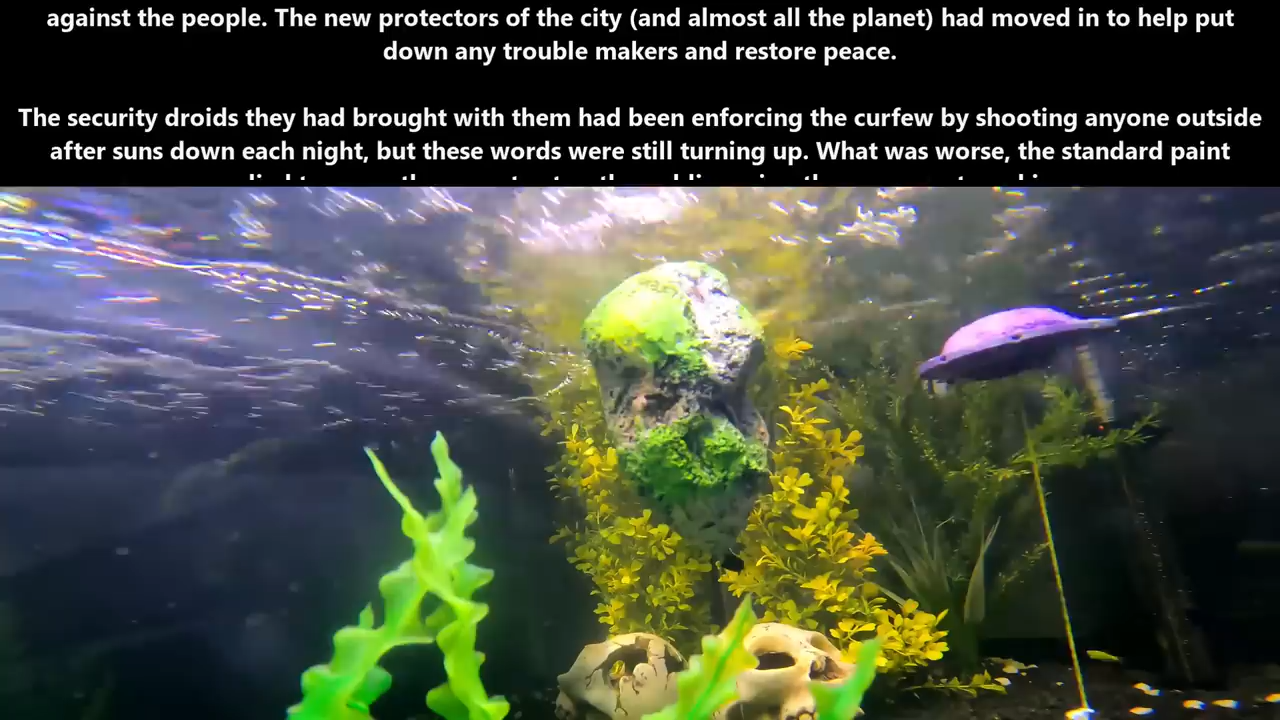 against the people. The new protectors of the city (and almost all the planet) had moved in to help put
down any trouble makers and restore peace.
The security droids they had brought with them had been enforcing the curfew by shooting anyone outside
after suns down each night, but these words were still turning up. What was worse, the standard paint